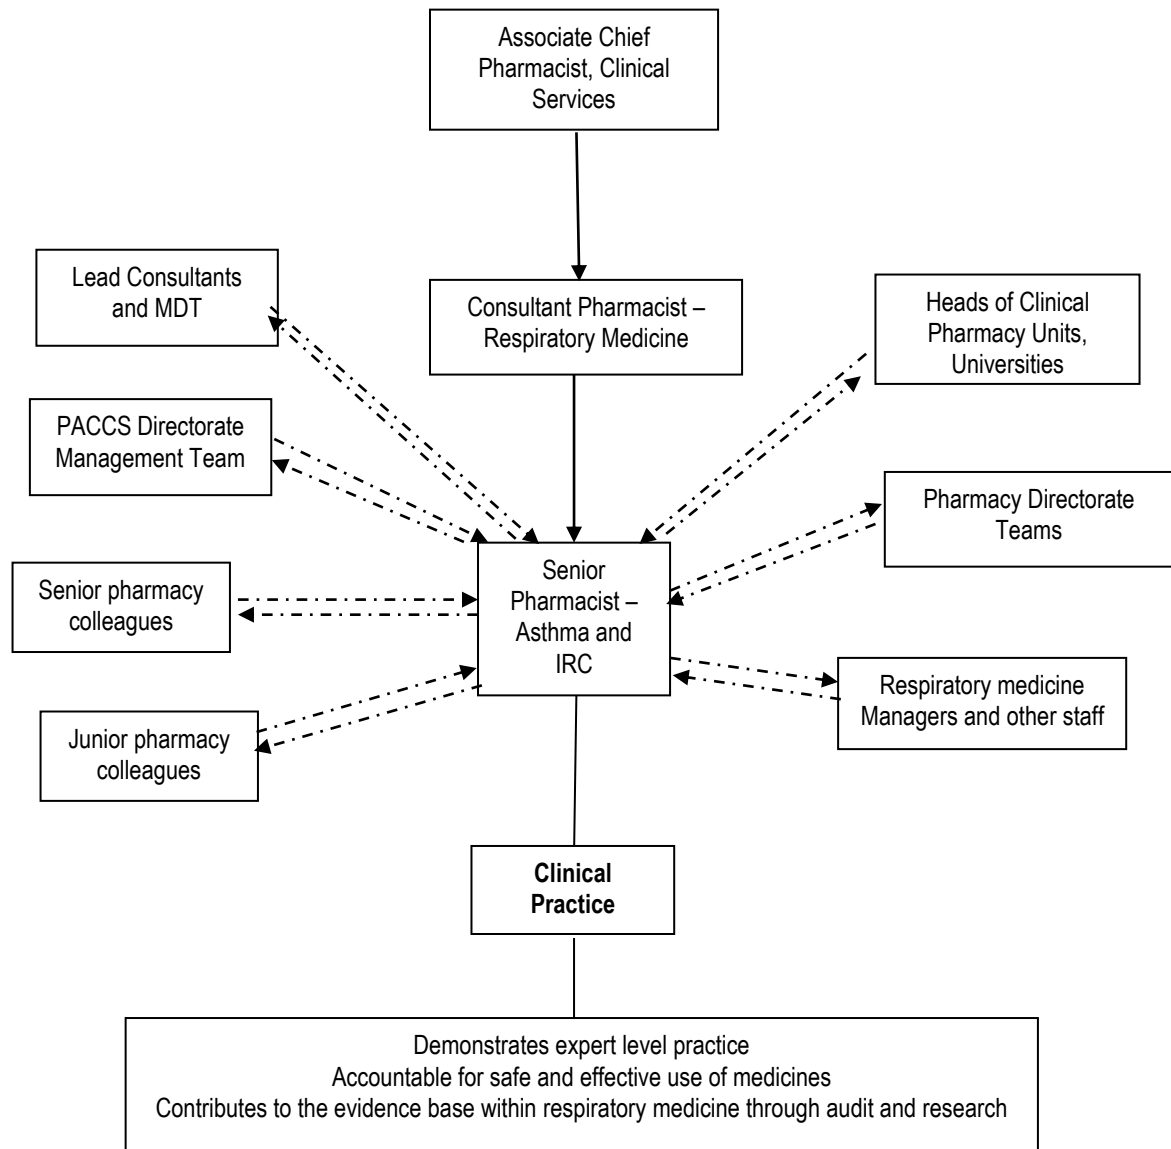 Associate Chief
Pharmacist, Clinical
Services
Lead Consultants
and MDT
Consultant Pharmacist –
Respiratory Medicine
Heads of Clinical
Pharmacy Units,
Universities
PACCS Directorate
Management Team
Pharmacy Directorate
Teams
Senior pharmacy
colleagues
Senior
Pharmacist –
Asthma and
IRC
Respiratory medicine
Managers and other staff
Junior pharmacy
colleagues
Clinical
Practice
Demonstrates expert level practice
Accountable for safe and effective use of medicines
Contributes to the evidence base within respiratory medicine through audit and research